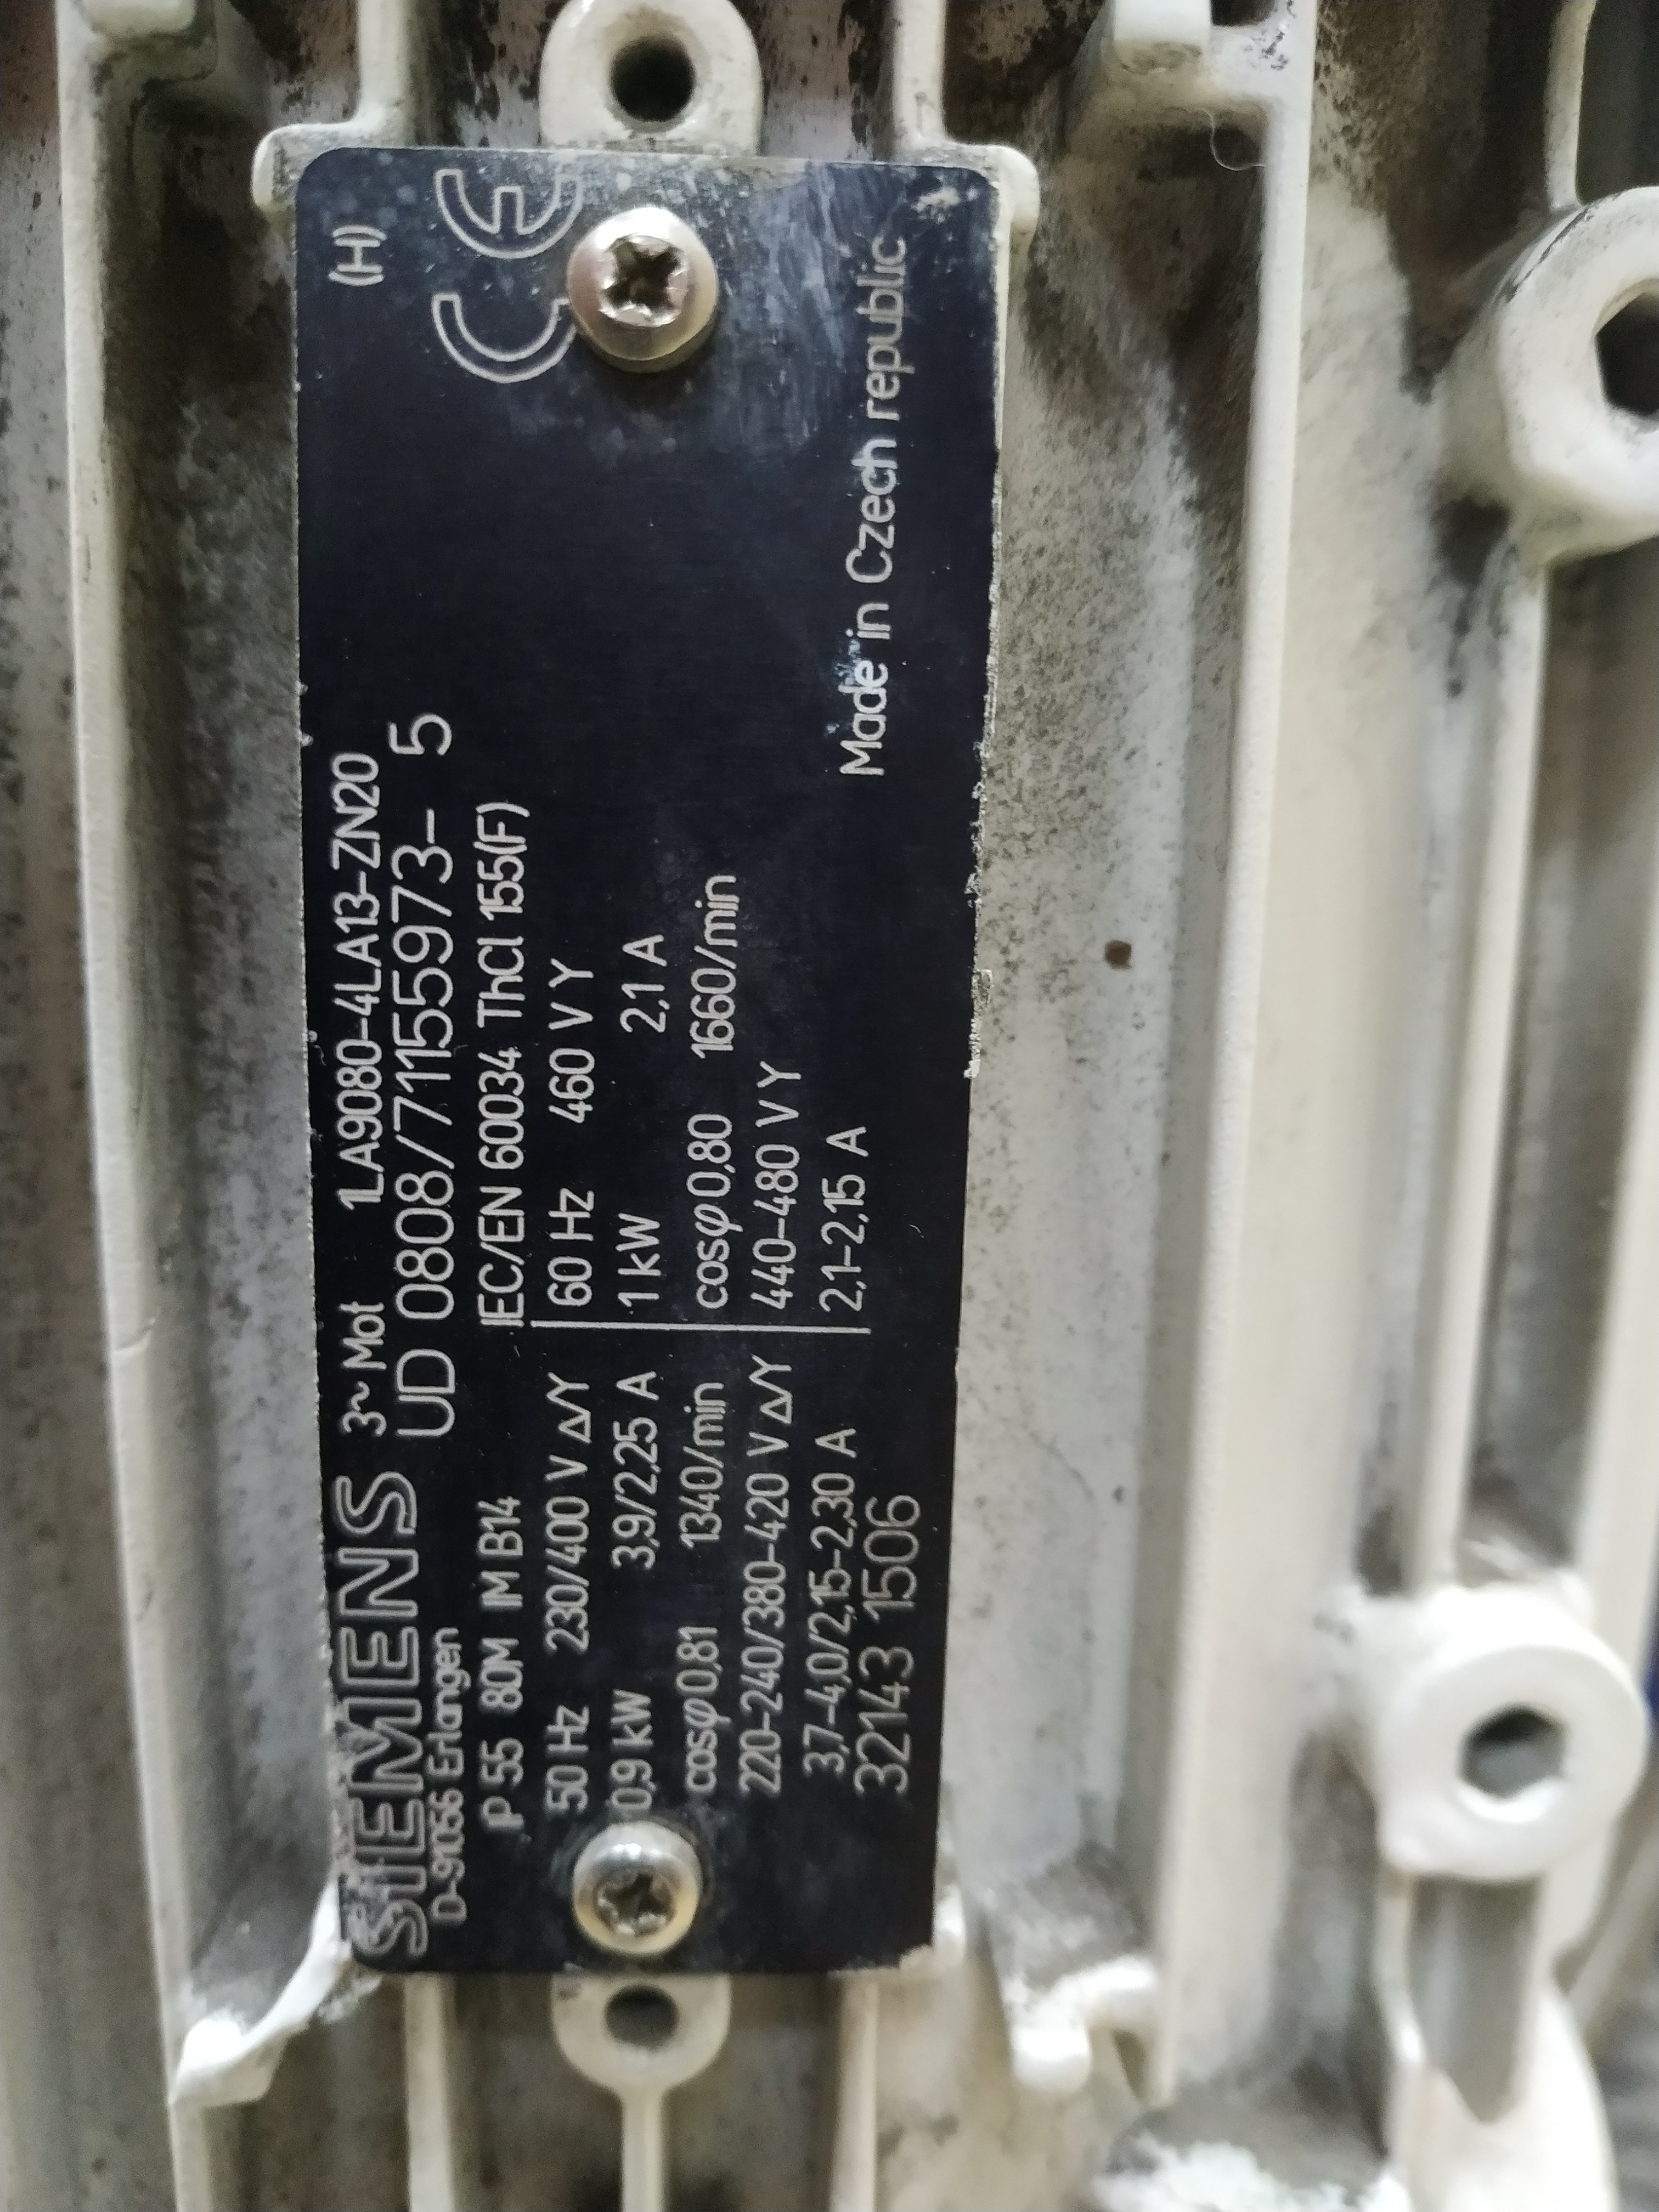 SIEMENS 3~Mot 1LA9080-4LA13-ZN20 (H)
D-91056 Erlangen UD 0808/71155973- 5
IP 55 80M IM B14 IEC/EN 60034 ThCl 155(F)
50 Hz 230/400 V Δ/Y 60 Hz 460 V Y
0,9 kW 3,9/2,25 A 1 kW 2,1 A
cosφ 0,81 1340/min cosφ 0,80 1660/min
220-240/380-420 V Δ/Y 440-480 V Y
3,7-4,0/2,15-2,30 A 2,1-2,15 A
32143 1506 Made in Czech republic
CE